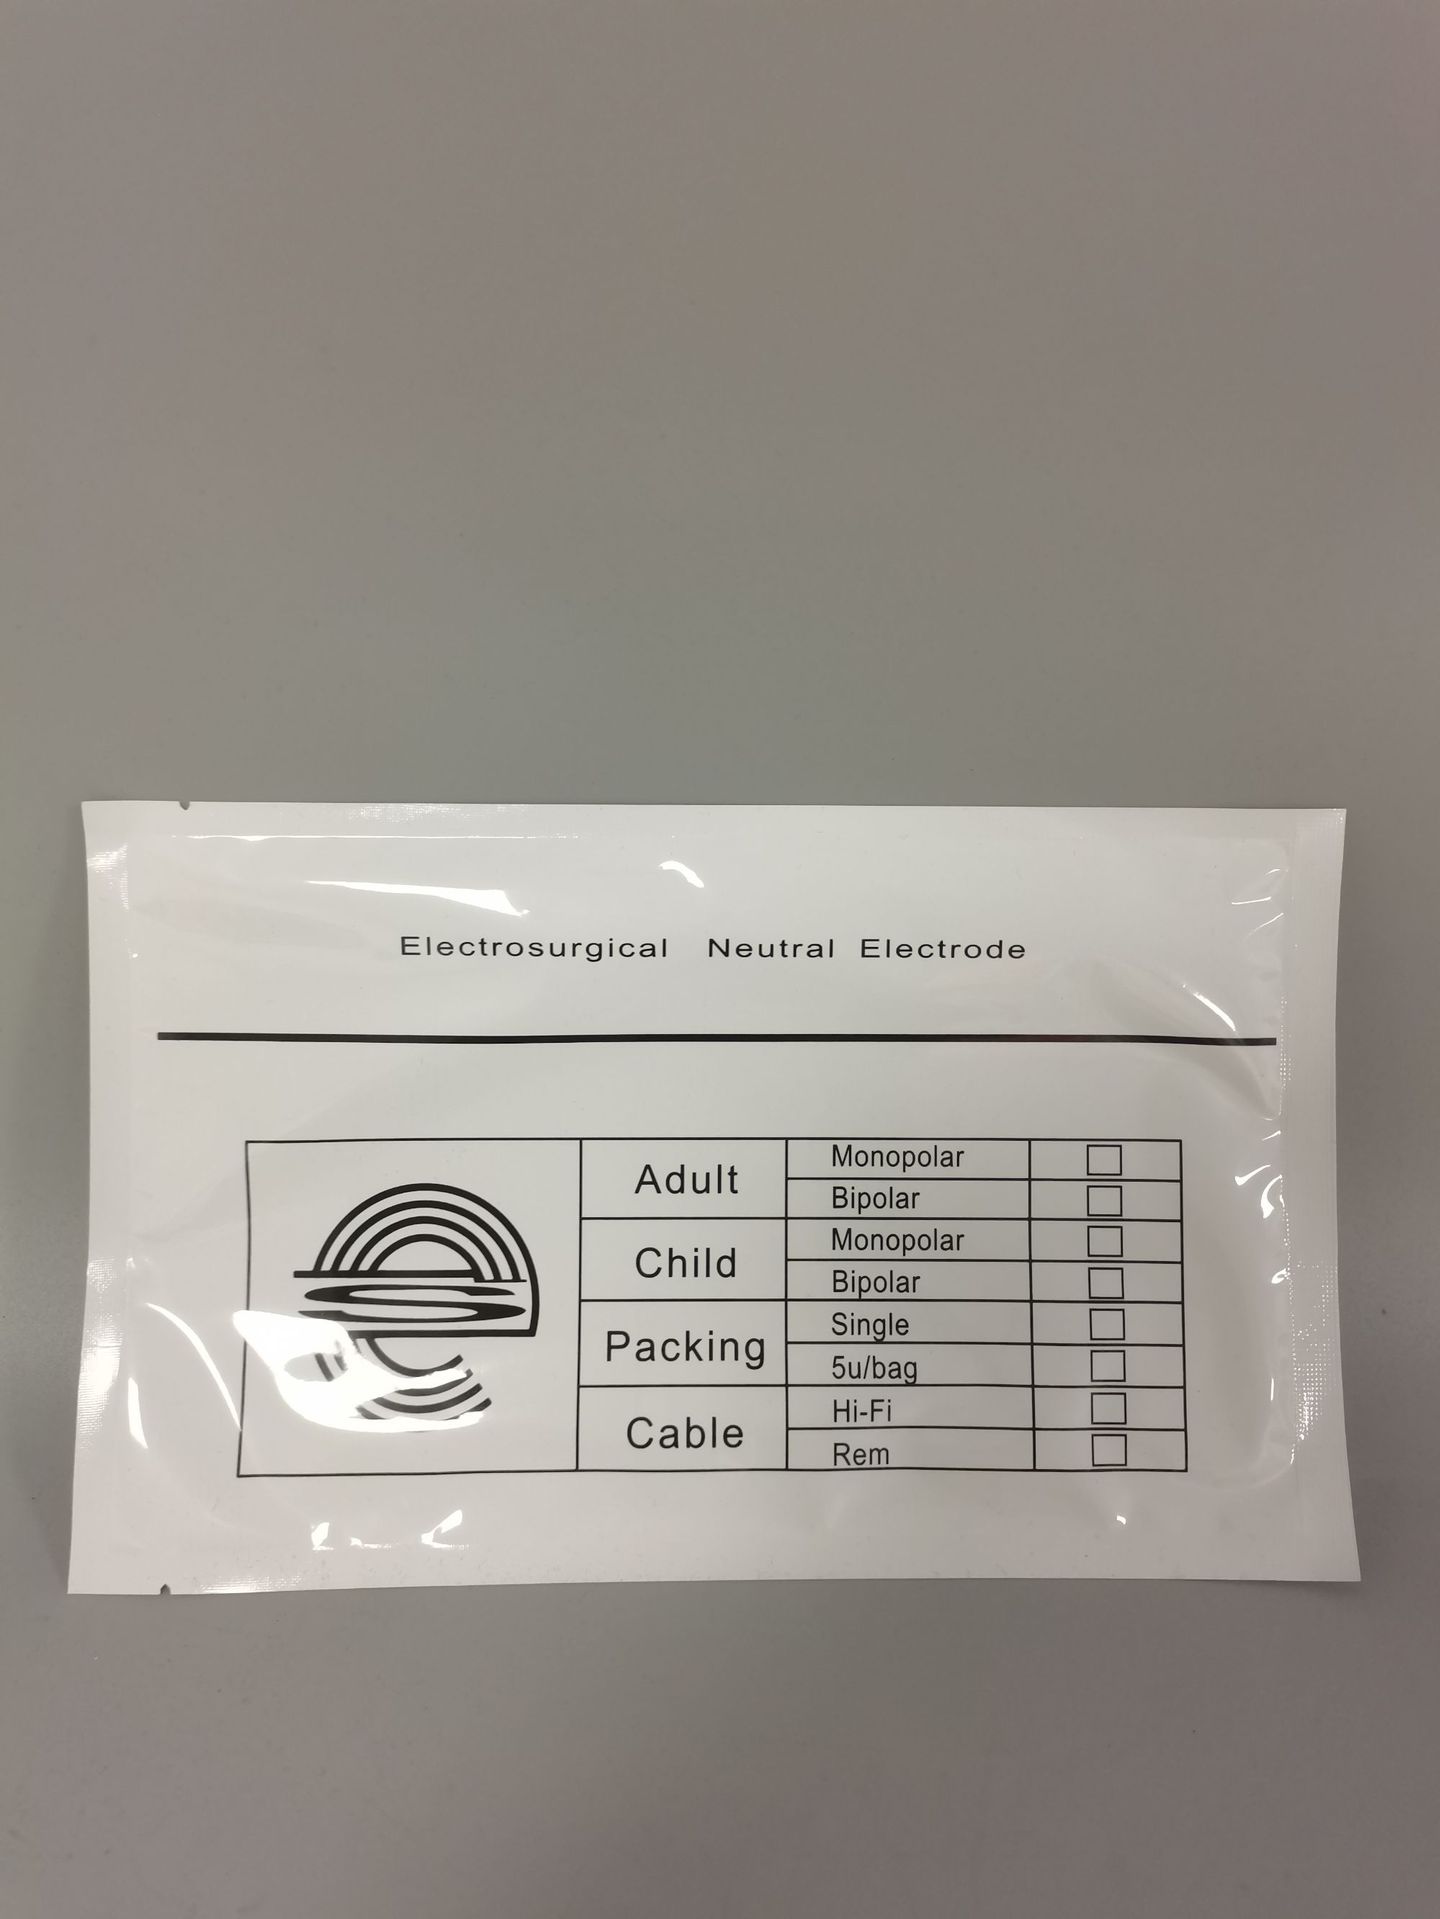 Electrosurgical Neutral Electrode
Adult
Monopolar
Bipolar
Child
Monopolar
Bipolar
Packing
Single
5u/bag
Cable
Hi-Fi
Rem